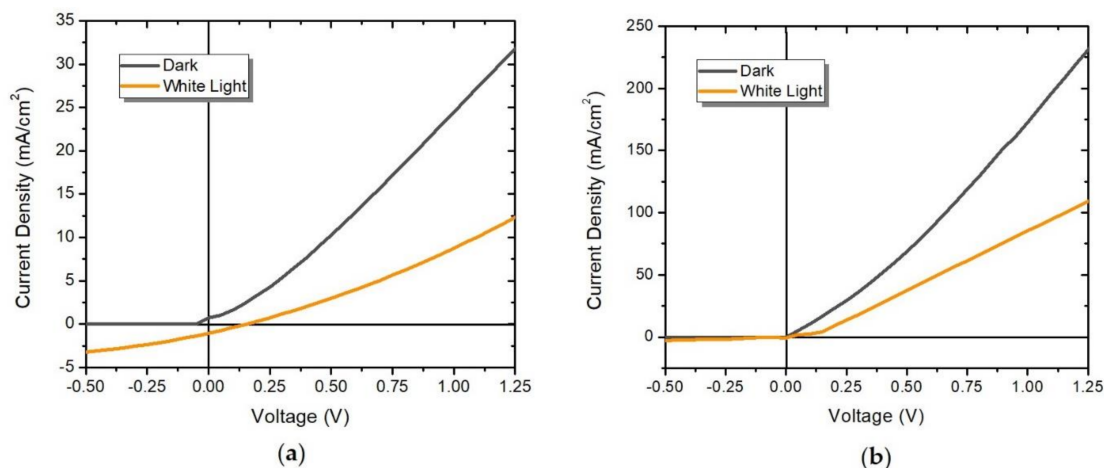 35
30
25
20
15
10
5
0
-5
Current Density (mA/cm²)
Dark
White Light
-0.50 -0.25 0.00 0.25 0.50 0.75 1.00 1.25
Voltage (V)
(a)
250
200
150
100
50
0
Current Density (mA/cm²)
Dark
White Light
-0.50 -0.25 0.00 0.25 0.50 0.75 1.00 1.25
Voltage (V)
(b)